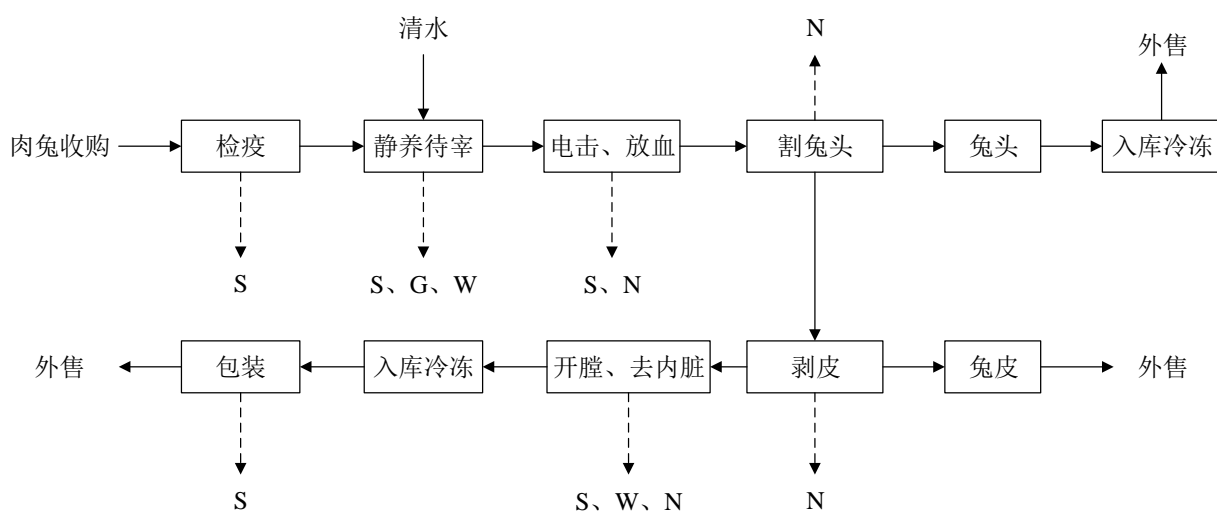 清水
N
外售
肉兔收购
检疫
静养待宰
电击、放血
割兔头
兔头
入库冷冻
S
S、G、W
S、N
外售
包装
入库冷冻
开膛、去内脏
剥皮
兔皮
外售
S
S、W、N
N